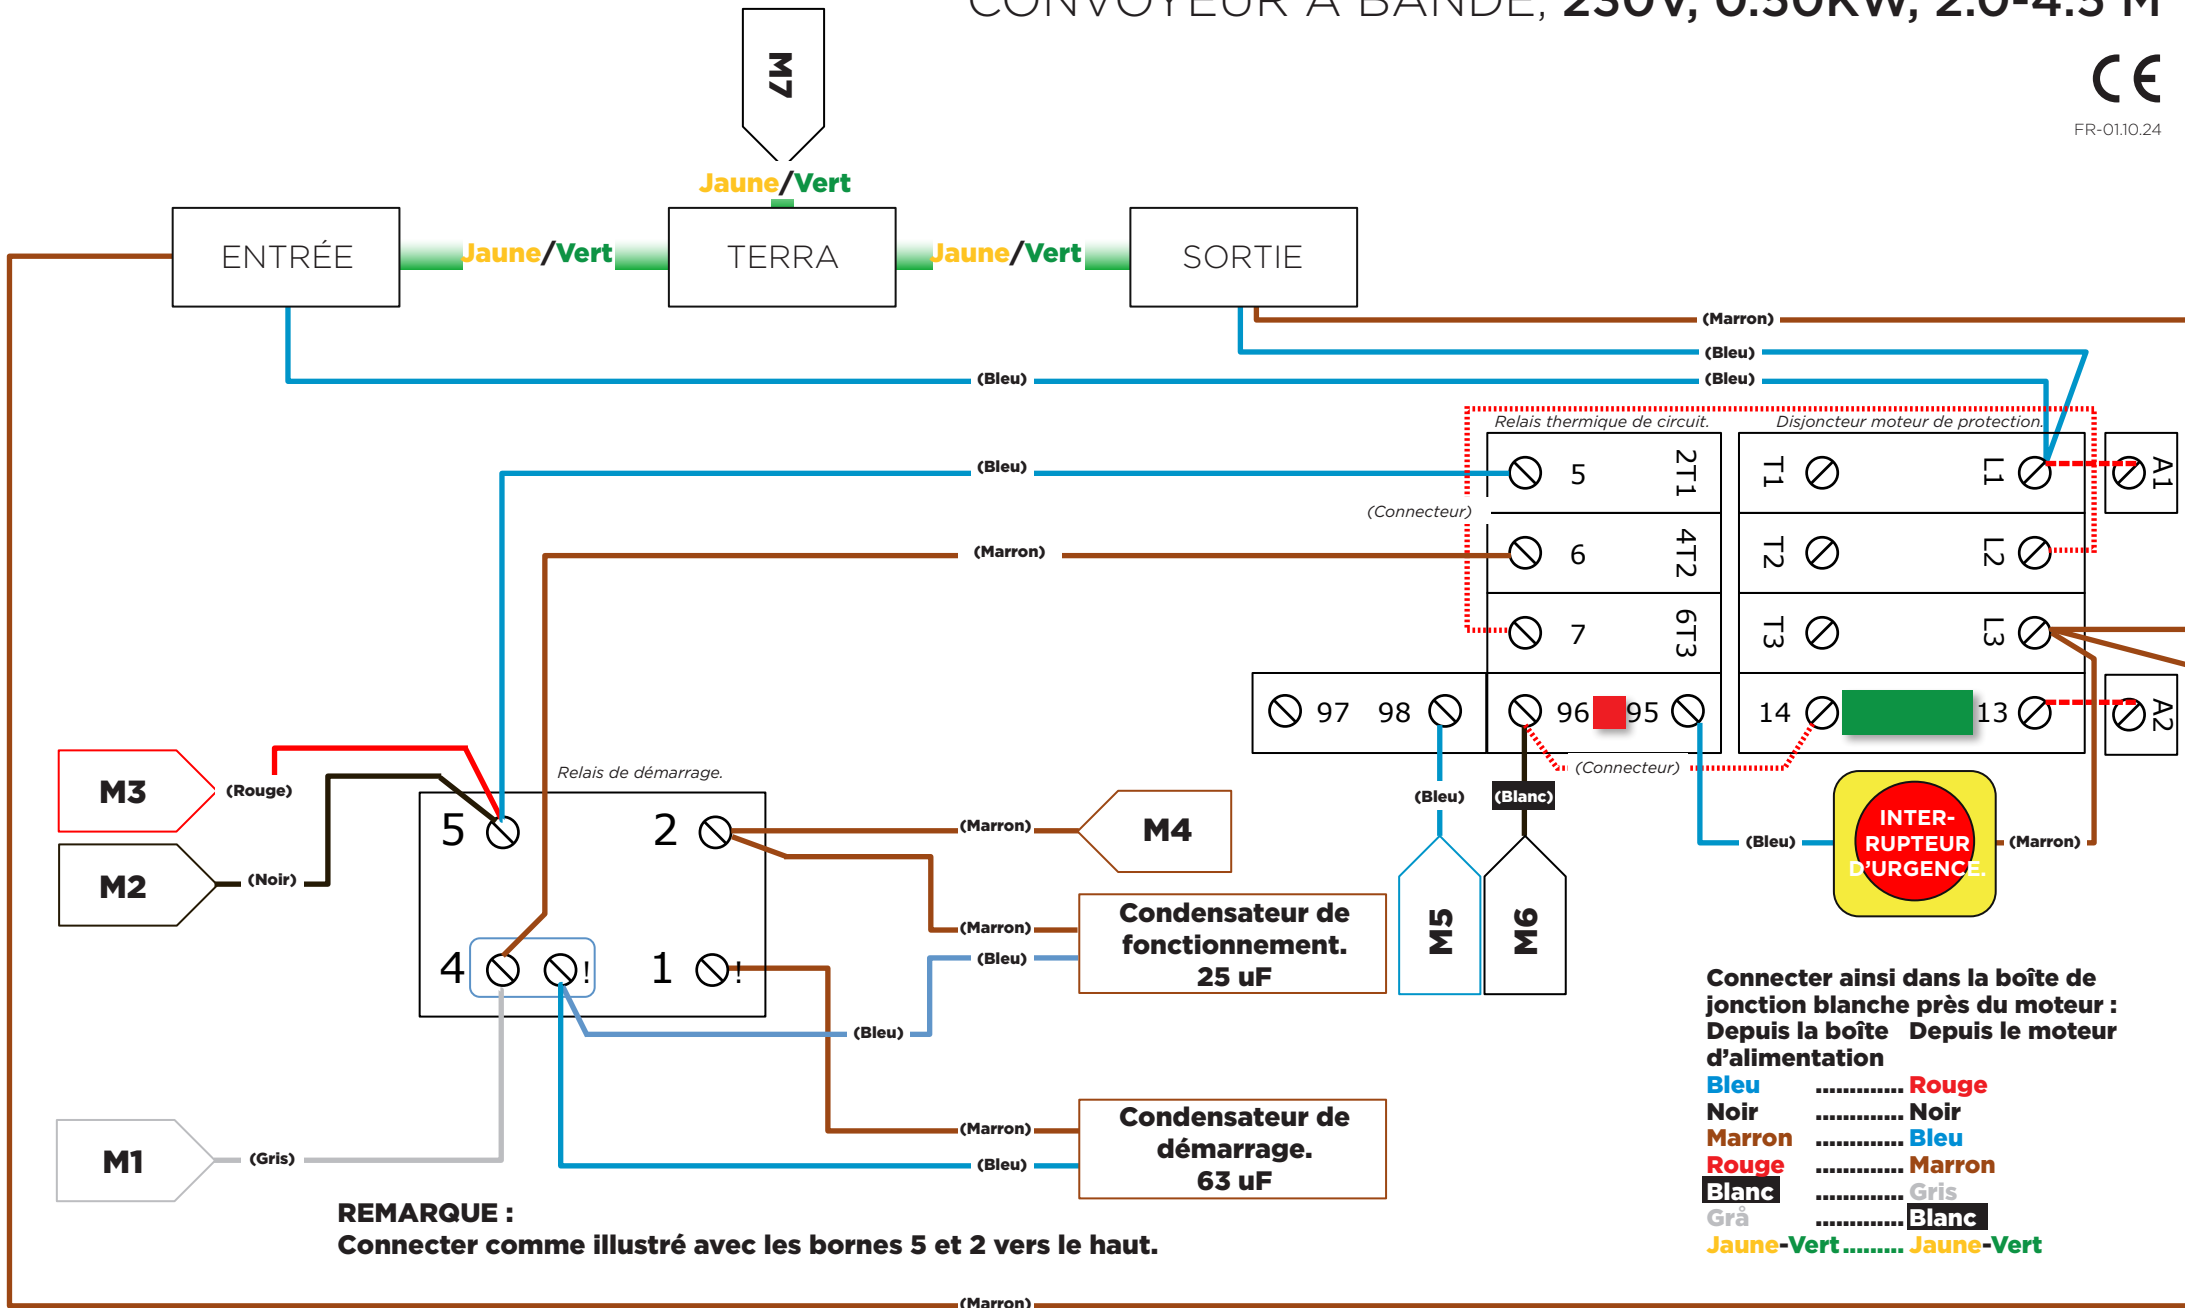 CONVOYEUR À BANDE, 230V, 0.50KW, 2.0-4.5 M
CE
FR-01.10.24
M7
Jaune/Vert
ENTRÉE
Jaune/Vert
TERRA
Jaune/Vert
SORTIE
(Marron)
(Bleu)
(Bleu)
(Bleu)
Relais thermique de circuit.
Disjoncteur moteur de protection.
(Bleu)
5
2T1
T1
L1
A1
(Connecteur)
(Marron)
6
4T2
T2
L2
7
6T3
T3
L3
97
98
96
95
14
13
A2
(Connecteur)
M3
(Rouge)
Relais de démarrage.
M2
(Noir)
5
2
(Marron)
M4
(Bleu)
(Blanc)
M5
M6
(Bleu)
INTER-
RUPTEUR
D'URGENCE.
(Marron)
4
!
1
!
(Marron)
(Bleu)
Condensateur de
fonctionnement.
25 uF
(Bleu)
M1
(Gris)
(Marron)
(Bleu)
Condensateur de
démarrage.
63 uF
Connecter ainsi dans la boîte de
jonction blanche près du moteur :
Depuis la boîte Depuis le moteur
d'alimentation
Bleu ............. Rouge
Noir ............. Noir
Marron ............. Bleu
Rouge ............. Marron
Blanc ............. Gris
Grå ............. Blanc
Jaune-Vert ......... Jaune-Vert
REMARQUE :
Connecter comme illustré avec les bornes 5 et 2 vers le haut.
(Marron)